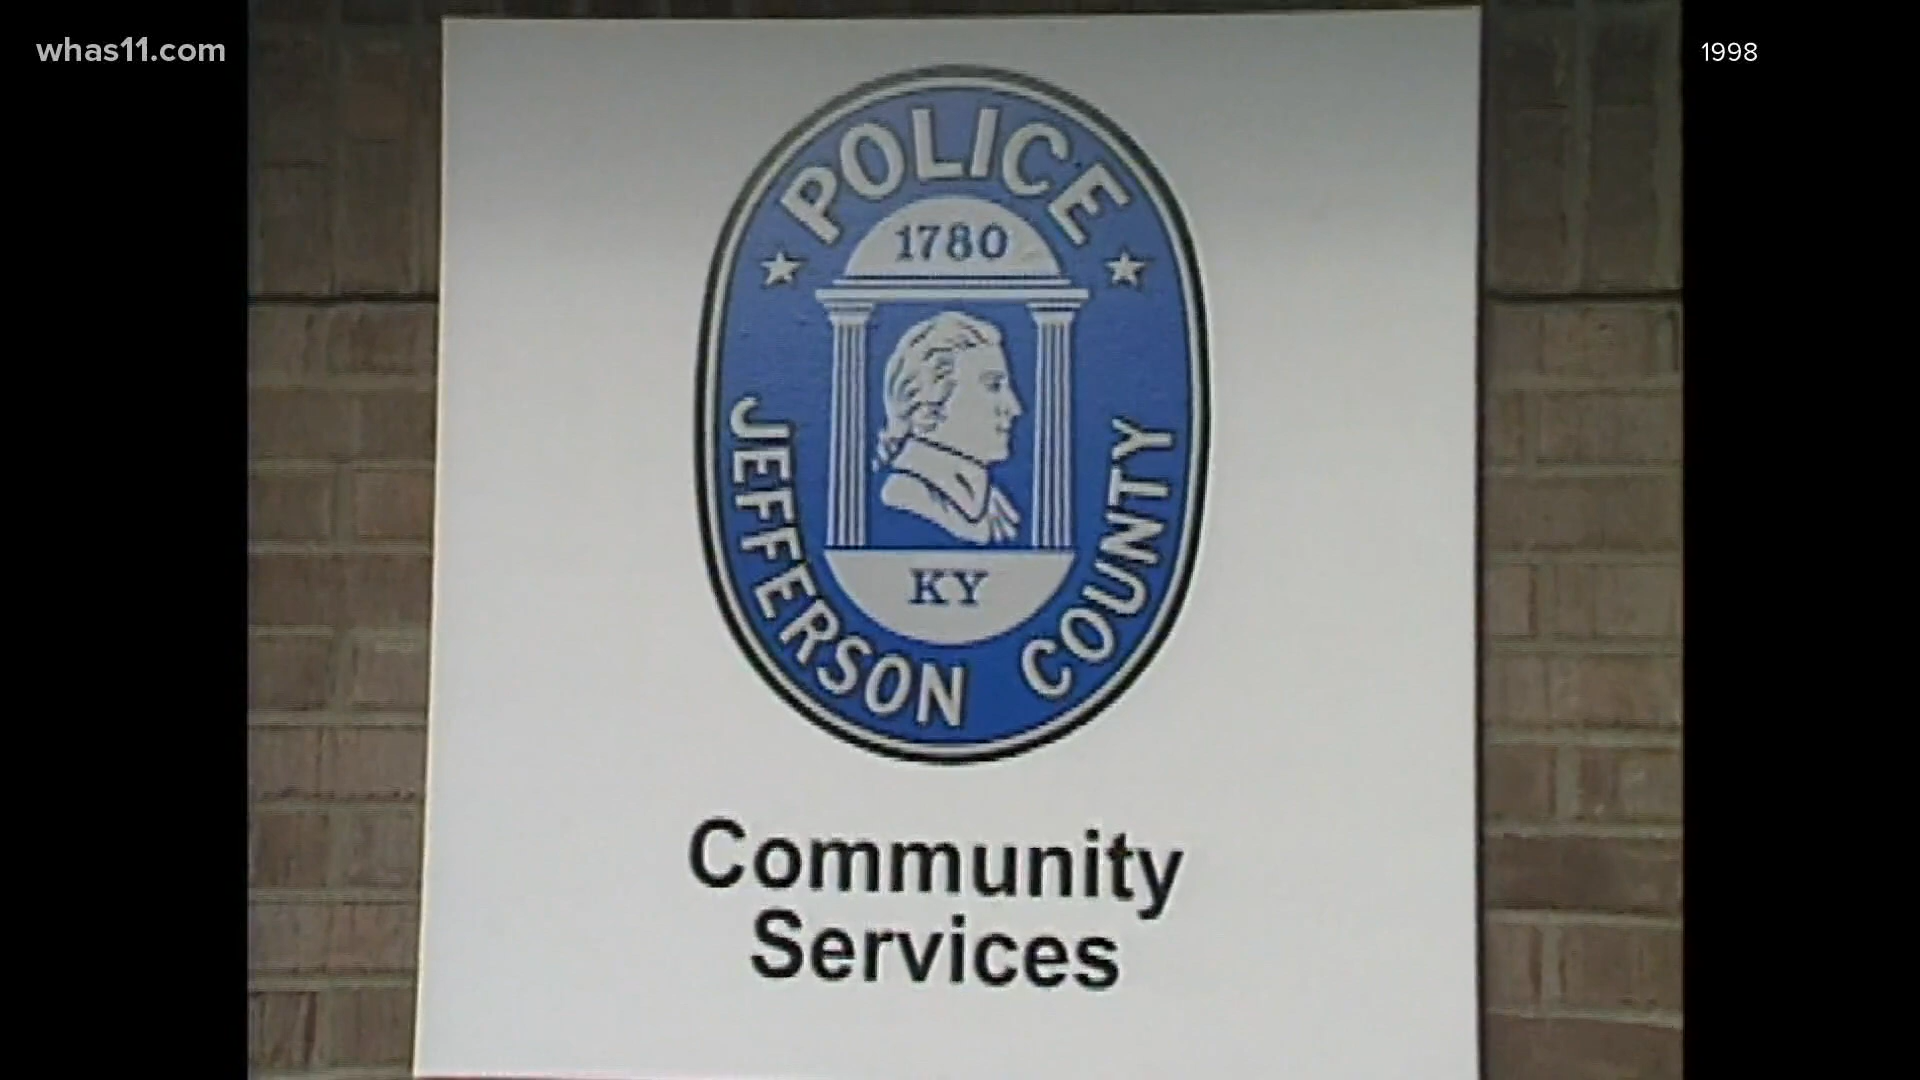 whas11.com
1998
POLICE
1780
KY
JEFFERSON COUNTY
Community
Services